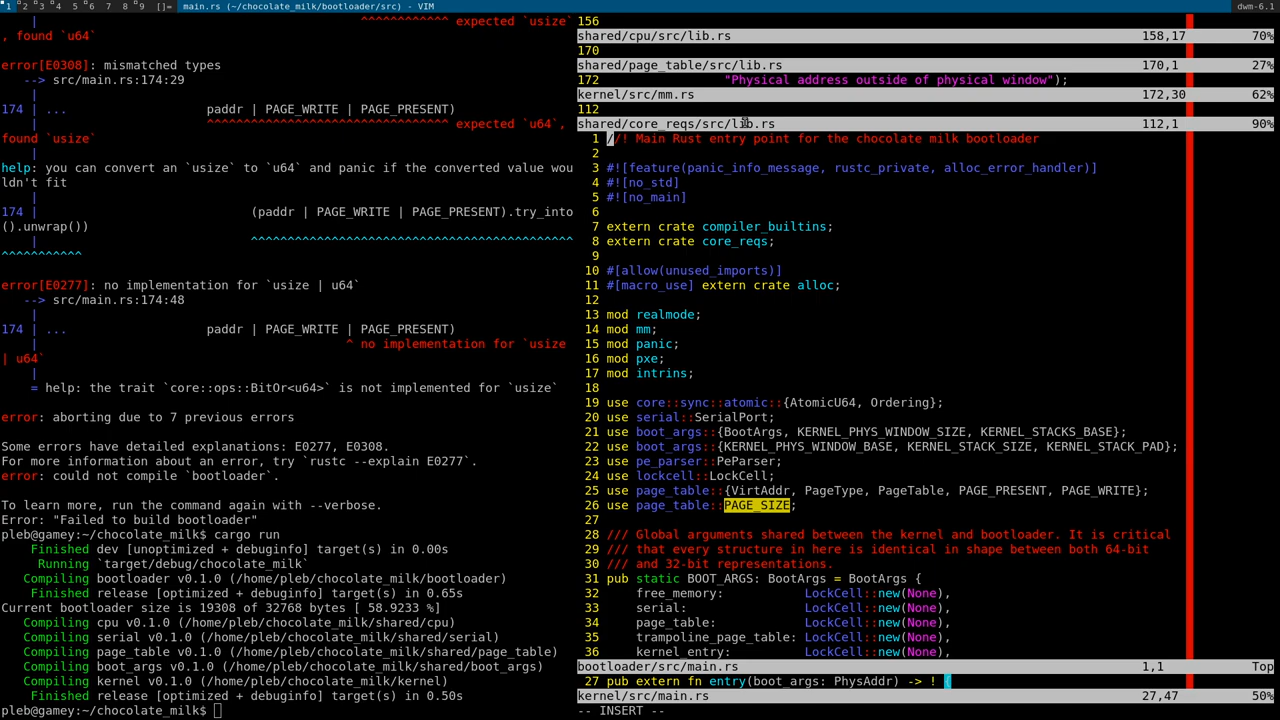 1 2 3 4 5 6 7 8 9 []= main.rs (~/chocolate_milk/bootloader/src) - VIM dwm-6.1
| ^^^^^^^^^^^^ expected `usize`
, found `u64`
error[E0308]: mismatched types
--> src/main.rs:174:29
|
174 | ... paddr | PAGE_WRITE | PAGE_PRESENT)
| ^^^^^^^^^^^^^^^^^^^^^^^^^^^^^^^^^ expected `u64`,
found `usize`
|
help: you can convert an `usize` to `u64` and panic if the converted value wou
ldn't fit
|
174 | (paddr | PAGE_WRITE | PAGE_PRESENT).try_into
().unwrap())
| ^^^^^^^^^^^^^^^^^^^^^^^^^^^^^^^^^^^^^^^^^^^^
^^^^^^^^^^^
error[E0277]: no implementation for `usize | u64`
--> src/main.rs:174:48
|
174 | ... paddr | PAGE_WRITE | PAGE_PRESENT)
| ^ no implementation for `usize
| u64`
|
= help: the trait `core::ops::BitOr<u64>` is not implemented for `usize`
error: aborting due to 7 previous errors
Some errors have detailed explanations: E0277, E0308.
For more information about an error, try `rustc --explain E0277`.
error: could not compile `bootloader`.
To learn more, run the command again with --verbose.
Error: "Failed to build bootloader"
pleb@gamey:~/chocolate_milk$ cargo run
Finished dev [unoptimized + debuginfo] target(s) in 0.00s
Running `target/debug/chocolate_milk`
Compiling bootloader v0.1.0 (/home/pleb/chocolate_milk/bootloader)
Finished release [optimized + debuginfo] target(s) in 0.65s
Current bootloader size is 19308 of 32768 bytes [ 58.9233 %]
Compiling cpu v0.1.0 (/home/pleb/chocolate_milk/shared/cpu)
Compiling serial v0.1.0 (/home/pleb/chocolate_milk/shared/serial)
Compiling page_table v0.1.0 (/home/pleb/chocolate_milk/shared/page_table)
Compiling boot_args v0.1.0 (/home/pleb/chocolate_milk/shared/boot_args)
Compiling kernel v0.1.0 (/home/pleb/chocolate_milk/kernel)
Finished release [optimized + debuginfo] target(s) in 0.50s
pleb@gamey:~/chocolate_milk$
156
shared/cpu/src/lib.rs 158,17 70%
170
shared/page_table/src/lib.rs 170,1 27%
172 "Physical address outside of physical window");
kernel/src/mm.rs 172,30 62%
112
shared/core_reqs/src/lib.rs 112,1 90%
1 //! Main Rust entry point for the chocolate milk bootloader
2
3 #![feature(panic_info_message, rustc_private, alloc_error_handler)]
4 #![no_std]
5 #![no_main]
6
7 extern crate compiler_builtins;
8 extern crate core_reqs;
9
10 #[allow(unused_imports)]
11 #[macro_use] extern crate alloc;
12
13 mod realmode;
14 mod mm;
15 mod panic;
16 mod pxe;
17 mod intrins;
18
19 use core::sync::atomic::{AtomicU64, Ordering};
20 use serial::SerialPort;
21 use boot_args::{BootArgs, KERNEL_PHYS_WINDOW_SIZE, KERNEL_STACKS_BASE};
22 use boot_args::{KERNEL_PHYS_WINDOW_BASE, KERNEL_STACK_SIZE, KERNEL_STACK_PAD};
23 use pe_parser::PeParser;
24 use lockcell::LockCell;
25 use page_table::{VirtAddr, PageType, PageTable, PAGE_PRESENT, PAGE_WRITE};
26 use page_table::PAGE_SIZE;
27
28 /// Global arguments shared between the kernel and bootloader. It is critical
29 /// that every structure in here is identical in shape between both 64-bit
30 /// and 32-bit representations.
31 pub static BOOT_ARGS: BootArgs = BootArgs {
32 free_memory: LockCell::new(None),
33 serial: LockCell::new(None),
34 page_table: LockCell::new(None),
35 trampoline_page_table: LockCell::new(None),
36 kernel_entry: LockCell::new(None),
bootloader/src/main.rs 1,1 Top
27 pub extern fn entry(boot_args: PhysAddr) -> ! {
kernel/src/main.rs 27,47 50%
-- INSERT --